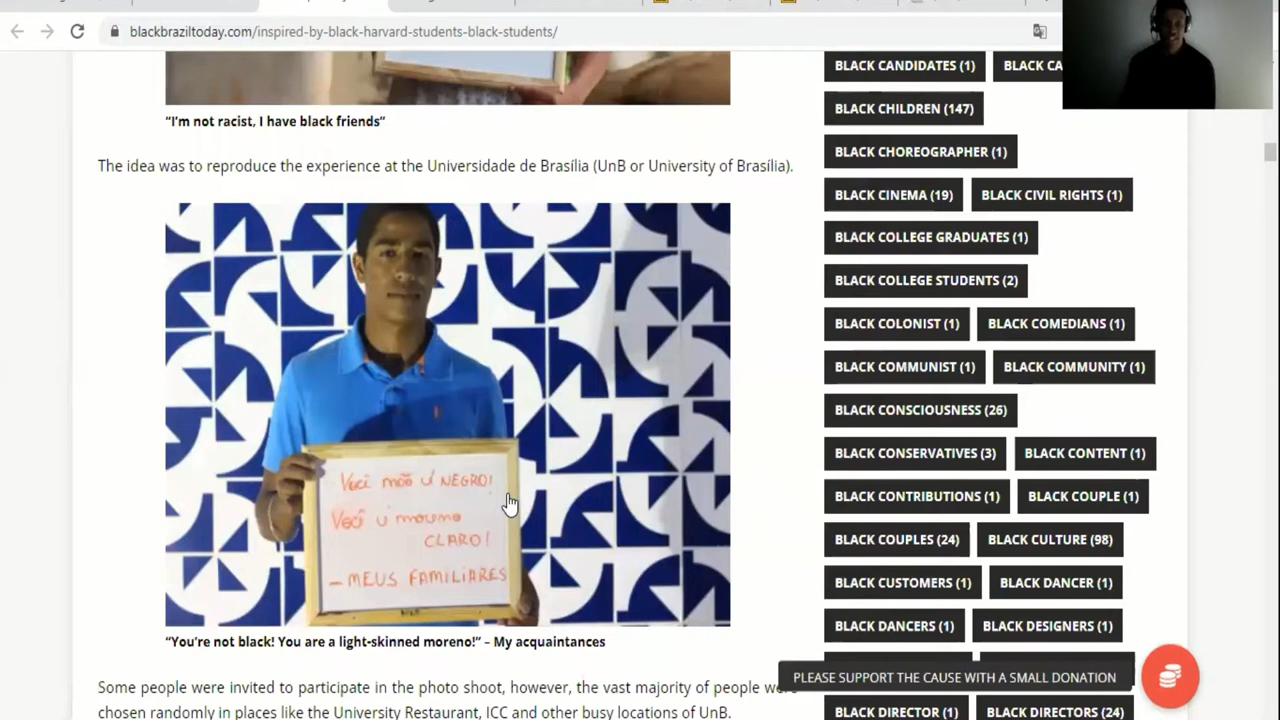 blackbraziltoday.com/inspired-by-black-harvard-students-black-students/
“I’m not racist, I have black friends”
The idea was to reproduce the experience at the Universidade de Brasília (UnB or University of Brasília).
Você não é NEGRO!
Você é moreno
CLARO!
– MEUS FAMILIARES
“You’re not black! You are a light-skinned moreno!” – My acquaintances
Some people were invited to participate in the photo shoot, however, the vast majority of people were
chosen randomly in places like the University Restaurant, ICC and other busy locations of UnB.
BLACK CANDIDATES (1) BLACK CA
BLACK CHILDREN (147)
BLACK CHOREOGRAPHER (1)
BLACK CINEMA (19) BLACK CIVIL RIGHTS (1)
BLACK COLLEGE GRADUATES (1)
BLACK COLLEGE STUDENTS (2)
BLACK COLONIST (1) BLACK COMEDIANS (1)
BLACK COMMUNIST (1) BLACK COMMUNITY (1)
BLACK CONSCIOUSNESS (26)
BLACK CONSERVATIVES (3) BLACK CONTENT (1)
BLACK CONTRIBUTIONS (1) BLACK COUPLE (1)
BLACK COUPLES (24) BLACK CULTURE (98)
BLACK CUSTOMERS (1) BLACK DANCER (1)
BLACK DANCERS (1) BLACK DESIGNERS (1)
PLEASE SUPPORT THE CAUSE WITH A SMALL DONATION
BLACK DIRECTOR (1) BLACK DIRECTORS (24)